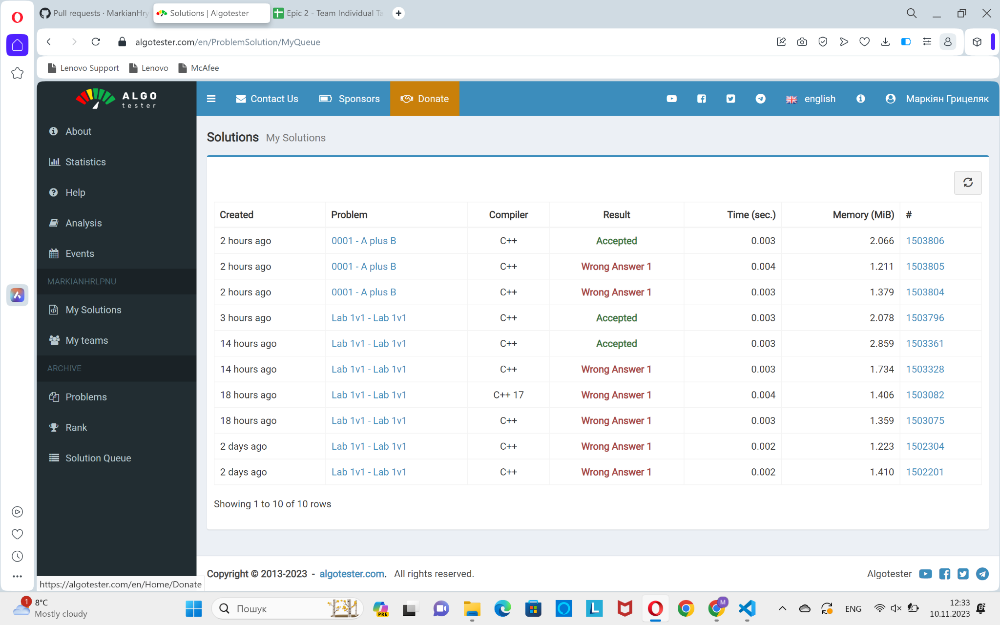 Pull requests · MarkianHry
Solutions | Algotester
Epic 2 - Team Individual Ta
algotester.com/en/ProblemSolution/MyQueue
Lenovo Support
Lenovo
McAfee
ALGO
tester
Contact Us
Sponsors
Donate
english
Маркіян Грицеляк
About
Statistics
Help
Analysis
Events
MARKIANHRLPNU
My Solutions
My teams
ARCHIVE
Problems
Rank
Solution Queue
Solutions My Solutions
Created Problem Compiler Result Time (sec.) Memory (MiB) #
2 hours ago 0001 - A plus B C++ Accepted 0.003 2.066 1503806
2 hours ago 0001 - A plus B C++ Wrong Answer 1 0.004 1.211 1503805
2 hours ago 0001 - A plus B C++ Wrong Answer 1 0.003 1.379 1503804
3 hours ago Lab 1v1 - Lab 1v1 C++ Accepted 0.003 2.078 1503796
14 hours ago Lab 1v1 - Lab 1v1 C++ Accepted 0.003 2.859 1503361
14 hours ago Lab 1v1 - Lab 1v1 C++ Wrong Answer 1 0.003 1.734 1503328
18 hours ago Lab 1v1 - Lab 1v1 C++ 17 Wrong Answer 1 0.004 1.406 1503082
18 hours ago Lab 1v1 - Lab 1v1 C++ Wrong Answer 1 0.003 1.359 1503075
2 days ago Lab 1v1 - Lab 1v1 C++ Wrong Answer 1 0.002 1.223 1502304
2 days ago Lab 1v1 - Lab 1v1 C++ Wrong Answer 1 0.002 1.410 1502201
Showing 1 to 10 of 10 rows
Copyright © 2013-2023 - algotester.com. All rights reserved.
Algotester
https://algotester.com/en/Home/Donate
1
8°C
Mostly cloudy
Пошук
PRE
L
M
ENG
12:33
10.11.2023